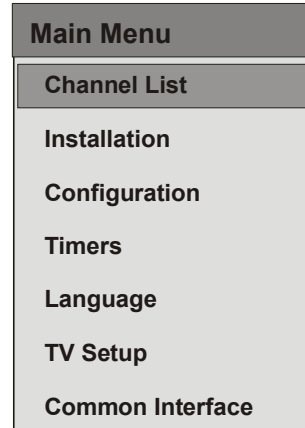 Main Menu
Channel List
Installation
Configuration
Timers
Language
TV Setup
Common Interface